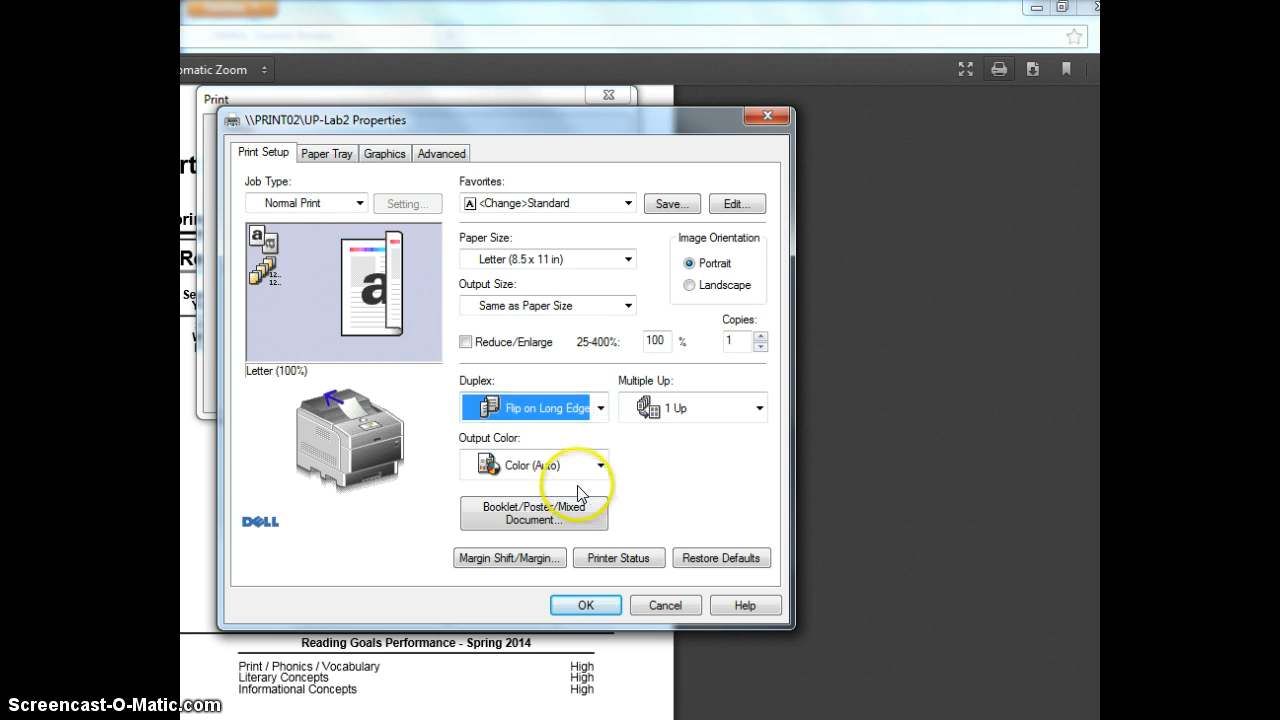 omatic Zoom
Print
\\PRINT02\UP-Lab2 Properties
Print Setup
Paper Tray
Graphics
Advanced
Job Type:
Normal Print
Setting...
Favorites:
<Change>Standard
Save...
Edit...
Paper Size:
Letter (8.5 x 11 in)
Image Orientation
Portrait
Landscape
Output Size:
Same as Paper Size
Copies:
1
Reduce/Enlarge
25-400%:
100
%
Letter (100%)
Duplex:
Flip on Long Edge
Multiple Up:
1 Up
Output Color:
Color (Auto)
Booklet/Poster/Mixed
Document...
DELL
Margin Shift/Margin...
Printer Status
Restore Defaults
OK
Cancel
Help
Reading Goals Performance - Spring 2014
Print / Phonics / Vocabulary High
Literary Concepts High
Informational Concepts High
Screencast-O-Matic.com